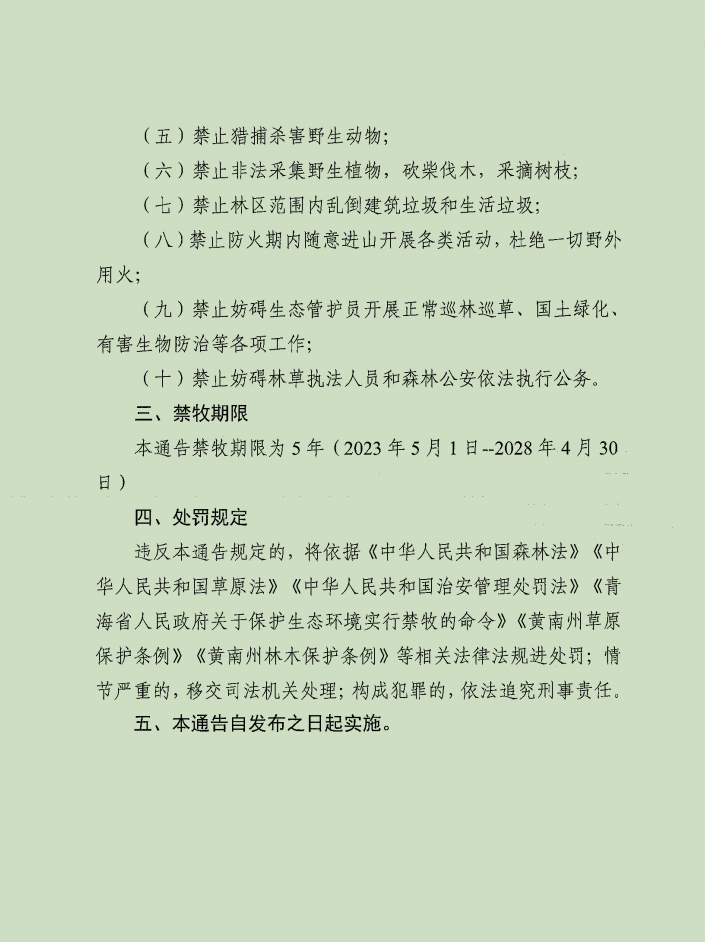 （五）禁止猎捕杀害野生动物；
（六）禁止非法采集野生植物，砍柴伐木，采摘树枝；
（七）禁止林区范围内乱倒建筑垃圾和生活垃圾；
（八）禁止防火期内随意进山开展各类活动，杜绝一切野外
用火；
（九）禁止妨碍生态管护员开展正常巡林巡草、国土绿化、
有害生物防治等各项工作；
（十）禁止妨碍林草执法人员和森林公安依法执行公务。
三、禁牧期限
本通告禁牧期限为 5 年（2023 年 5 月 1 日--2028 年 4 月 30
日）
四、处罚规定
违反本通告规定的，将依据《中华人民共和国森林法》《中
华人民共和国草原法》《中华人民共和国治安管理处罚法》《青
海省人民政府关于保护生态环境实行禁牧的命令》《黄南州草原
保护条例》《黄南州林木保护条例》等相关法律法规进处罚；情
节严重的，移交司法机关处理；构成犯罪的，依法追究刑事责任。
五、本通告自发布之日起实施。